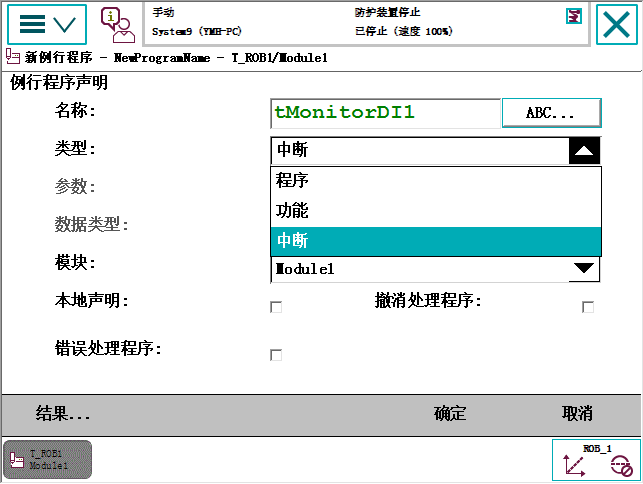 手动
防护装置停止
System9 (YMH-PC)
已停止 (速度 100%)
新例行程序 - NewProgramName - T_ROB1/Module1
例行程序声明
名称:
tMonitorDI1
ABC...
类型:
中断
参数:
程序
数据类型:
功能
中断
模块:
Module1
本地声明:
撤消处理程序:
错误处理程序:
结果...
确定
取消
T_ROB1
Module1
ROB_1